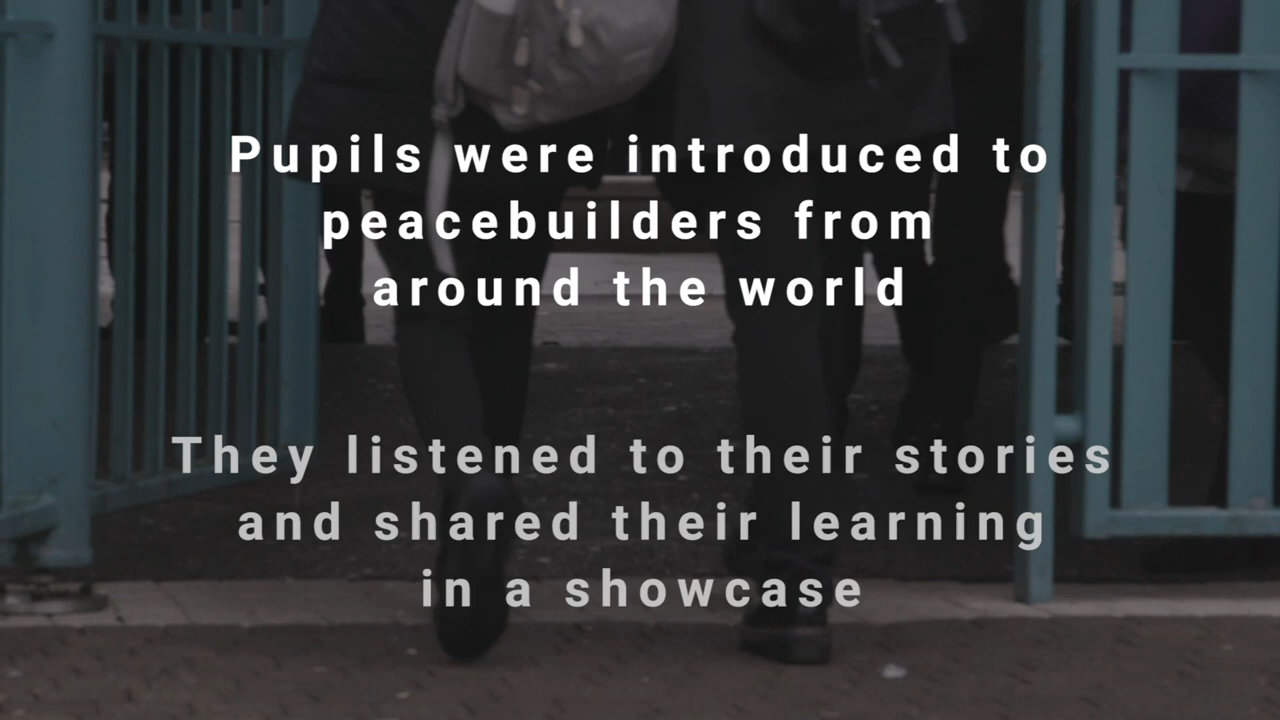 Pupils were introduced to
peacebuilders from
around the world
They listened to their stories
and shared their learning
in a showcase